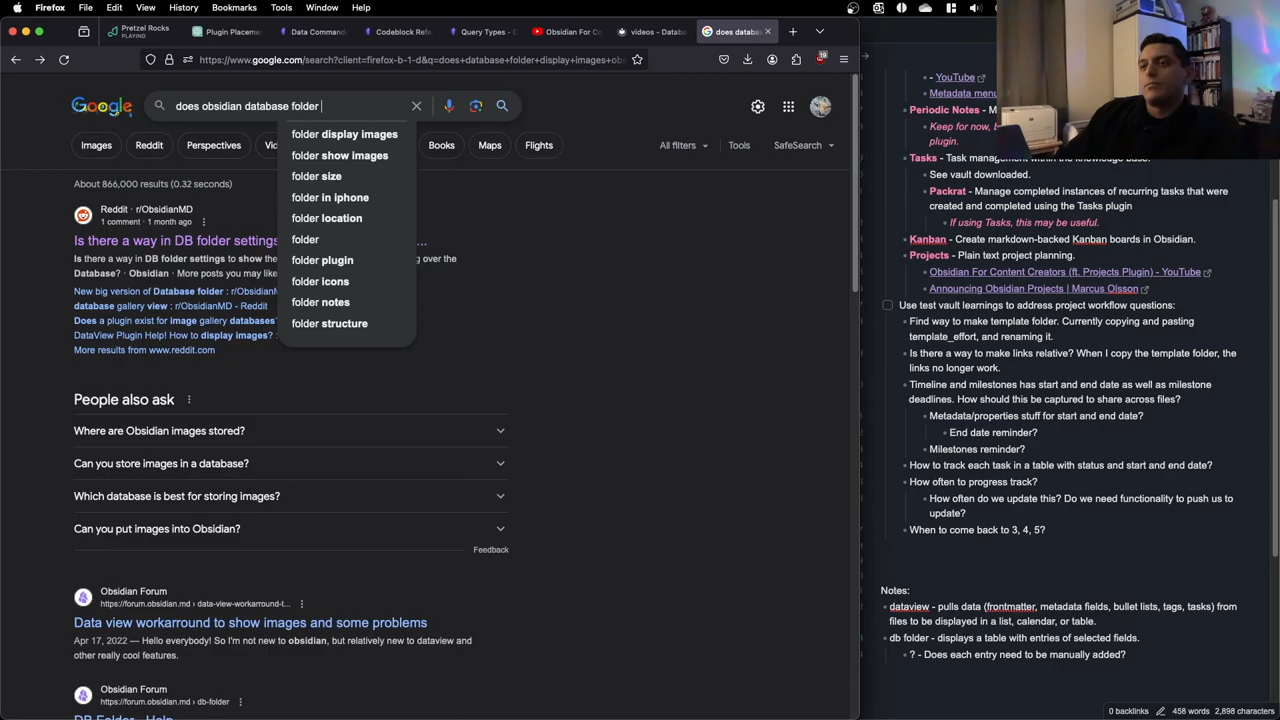 Firefox File Edit View History Bookmarks Tools Window Help
Pretzel Rocks
PLAYING
Plugin Placeme
Data Command
Codeblock Refe
Query Types - D
Obsidian For Co
videos - Databa
does databa
https://www.google.com/search?client=firefox-b-1-d&q=does+database+folder+display+images+obs
19
Google
does obsidian database folder
folder display images
folder show images
folder size
folder in iphone
folder location
folder
folder plugin
folder icons
folder notes
folder structure
Images
Reddit
Perspectives
Vid
Books
Maps
Flights
All filters
Tools
SafeSearch
About 866,000 results (0.32 seconds)
Reddit · r/ObsidianMD
1 comment · 1 month ago
Is there a way in DB folder settings ...
Is there a way in DB folder settings to show the over the
Database? · Obsidian · More posts you may like
New big version of Database folder : r/Obsidian
database gallery view : r/ObsidianMD - Reddit
Does a plugin exist for image gallery databases?
DataView Plugin Help! How to display images? :
More results from www.reddit.com
People also ask
Where are Obsidian images stored?
Can you store images in a database?
Which database is best for storing images?
Can you put images into Obsidian?
Feedback
Obsidian Forum
https://forum.obsidian.md › data-view-workarround-t...
Data view workarround to show images and some problems
Apr 17, 2022 — Hello everybody! So I'm not new to obsidian, but relatively new to dataview and
other really cool features.
Obsidian Forum
https://forum.obsidian.md › db-folder
DB Folder - Help
- YouTube
Metadata menu
Periodic Notes - M
Keep for now, b
plugin.
Tasks - Task management within the knowledge base.
See vault downloaded.
Packrat - Manage completed instances of recurring tasks that were
created and completed using the Tasks plugin
If using Tasks, this may be useful.
Kanban - Create markdown-backed Kanban boards in Obsidian.
Projects - Plain text project planning.
Obsidian For Content Creators (ft. Projects Plugin) - YouTube
Announcing Obsidian Projects | Marcus Olsson
Use test vault learnings to address project workflow questions:
Find way to make template folder. Currently copying and pasting
template_effort, and renaming it.
Is there a way to make links relative? When I copy the template folder, the
links no longer work.
Timeline and milestones has start and end date as well as milestone
deadlines. How should this be captured to share across files?
Metadata/properties stuff for start and end date?
End date reminder?
Milestones reminder?
How to track each task in a table with status and start and end date?
How often to progress track?
How often do we update this? Do we need functionality to push us to
update?
When to come back to 3, 4, 5?
Notes:
dataview - pulls data (frontmatter, metadata fields, bullet lists, tags, tasks) from
files to be displayed in a list, calendar, or table.
db folder - displays a table with entries of selected fields.
? - Does each entry need to be manually added?
0 backlinks 458 words 2,898 characters